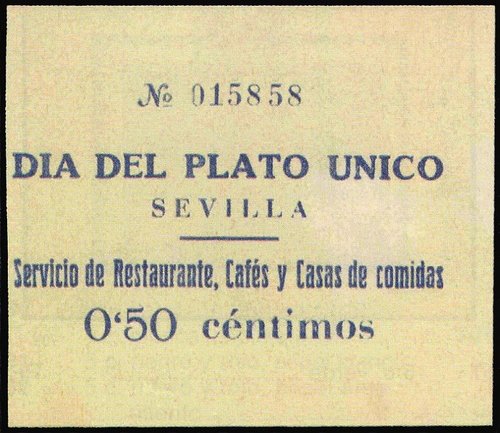 № 015858
DIA DEL PLATO UNICO
SEVILLA
Servicio de Restaurante, Cafés y Casas de comidas
0'50 céntimos